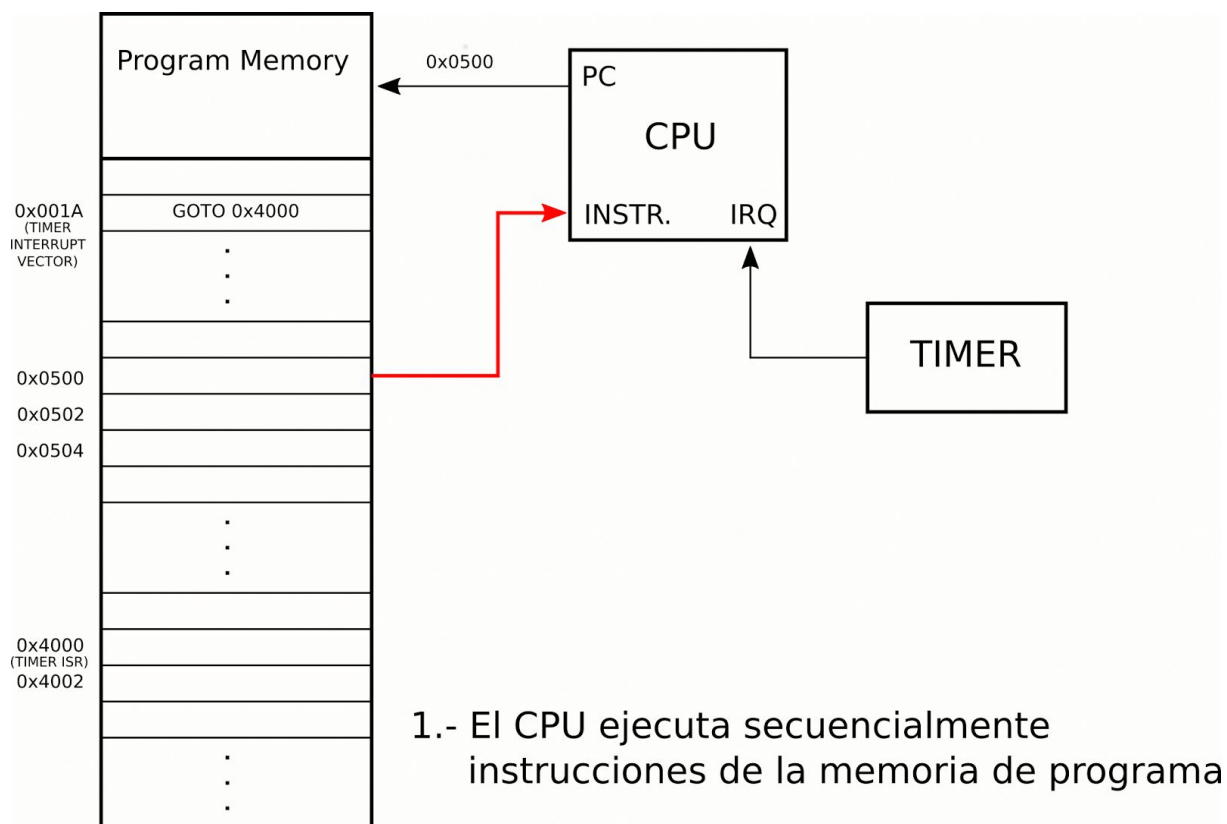 Program Memory
0x0500
PC
CPU
INSTR. IRQ
0x001A
(TIMER
INTERRUPT
VECTOR)
GOTO 0x4000
TIMER
0x0500
0x0502
0x0504
0x4000
(TIMER ISR)
0x4002
1.- El CPU ejecuta secuencialmente
instrucciones de la memoria de programa